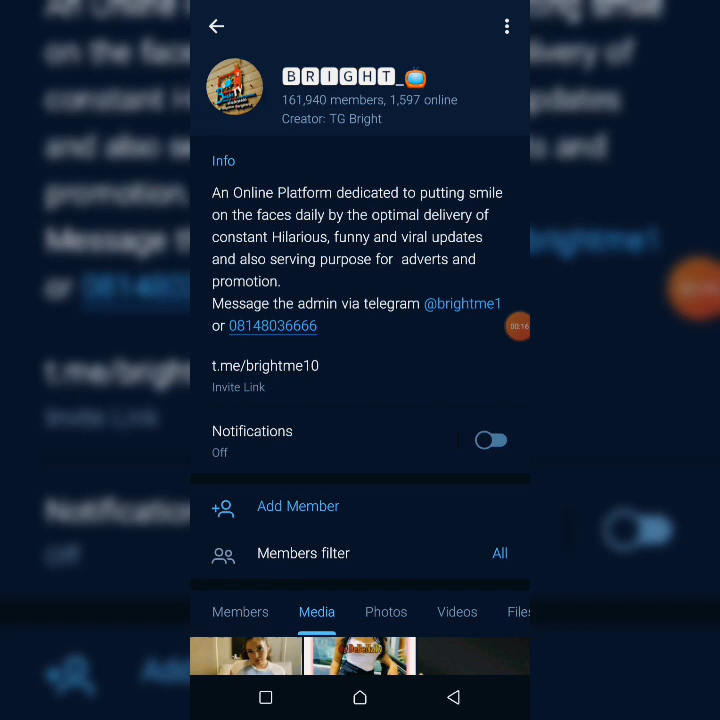 BRIGHT_
161,940 members, 1,597 online
Creator: TG Bright
Info
An Online Platform dedicated to putting smile
on the faces daily by the optimal delivery of
constant Hilarious, funny and viral updates
and also serving purpose for adverts and
promotion.
Message the admin via telegram @brightme1
or 08148036666
00:16
t.me/brightme10
Invite Link
Notifications
Off
Add Member
Members filter
All
Members Media Photos Videos Files